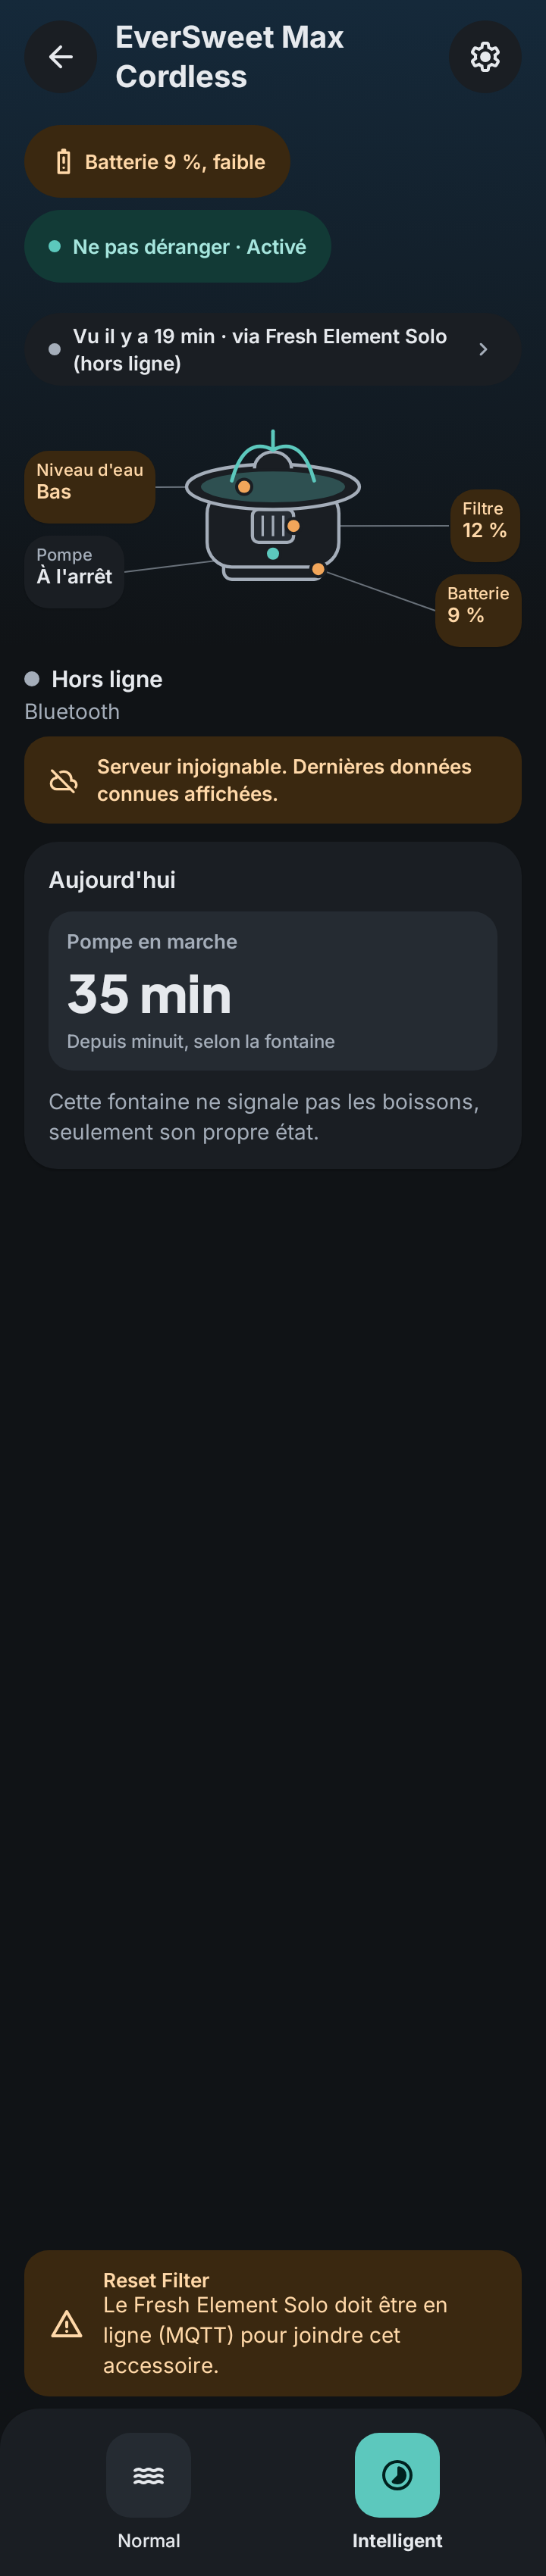 EverSweet Max
Cordless
Batterie 9 %, faible
Ne pas déranger · Activé
Vu il y a 19 min · via Fresh Element Solo
(hors ligne)
Niveau d'eau
Bas
Filtre
12 %
Pompe
À l'arrêt
Batterie
9 %
Hors ligne
Bluetooth
Serveur injoignable. Dernières données
connues affichées.
Aujourd'hui
Pompe en marche
35 min
Depuis minuit, selon la fontaine
Cette fontaine ne signale pas les boissons,
seulement son propre état.
Reset Filter
Le Fresh Element Solo doit être en
ligne (MQTT) pour joindre cet
accessoire.
Normal
Intelligent